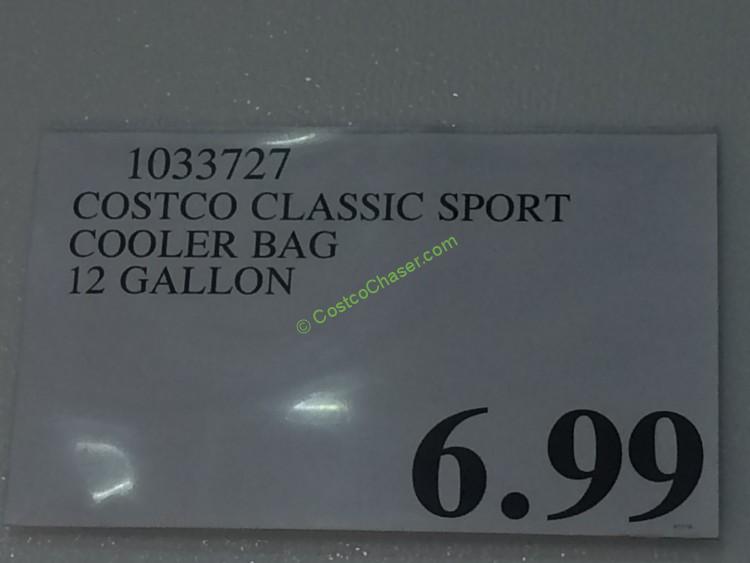 1033727
COSTCO CLASSIC SPORT
COOLER BAG
12 GALLON
© CostcoChaser.com
6.99